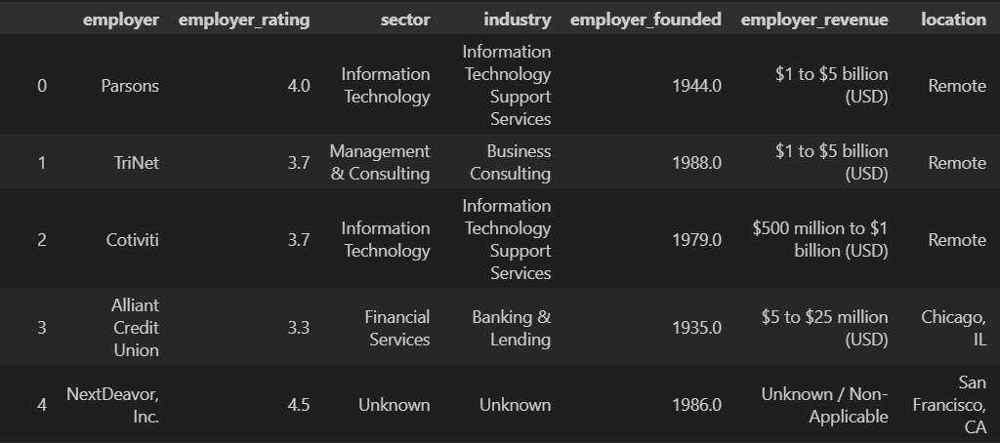 employer employer_rating sector industry employer_founded employer_revenue location
0 Parsons 4.0 Information Technology Information Technology Support Services 1944.0 $1 to $5 billion (USD) Remote
1 TriNet 3.7 Management & Consulting Business Consulting 1988.0 $1 to $5 billion (USD) Remote
2 Cotiviti 3.7 Information Technology Information Technology Support Services 1979.0 $500 million to $1 billion (USD) Remote
3 Alliant Credit Union 3.3 Financial Services Banking & Lending 1935.0 $5 to $25 million (USD) Chicago, IL
4 NextDeavor, Inc. 4.5 Unknown Unknown 1986.0 Unknown / Non-Applicable San Francisco, CA